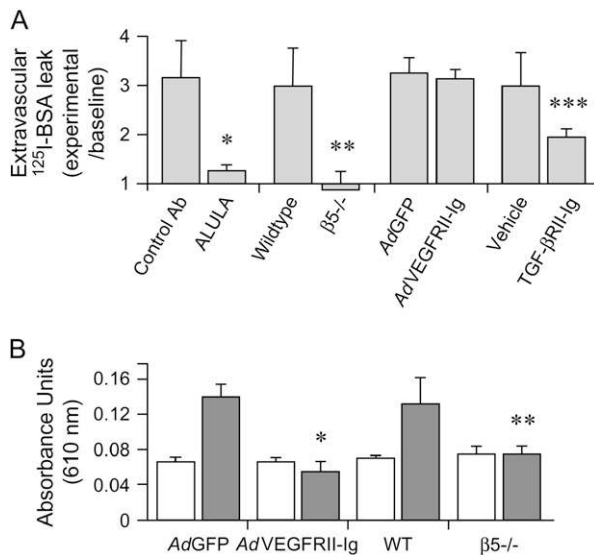 A
Extravascular
¹²⁵I-BSA leak
(experimental
/baseline)
4
3
2
1
*
**
***
Control Ab
ALULA
Wildtype
β5-/-
AdGFP
AdVEGFRII-Ig
Vehicle
TGF-βRII-Ig
B
Absorbance Units
(610 nm)
0.16
0.12
0.08
0.04
0
*
**
AdGFP
AdVEGFRII-Ig
WT
β5-/-